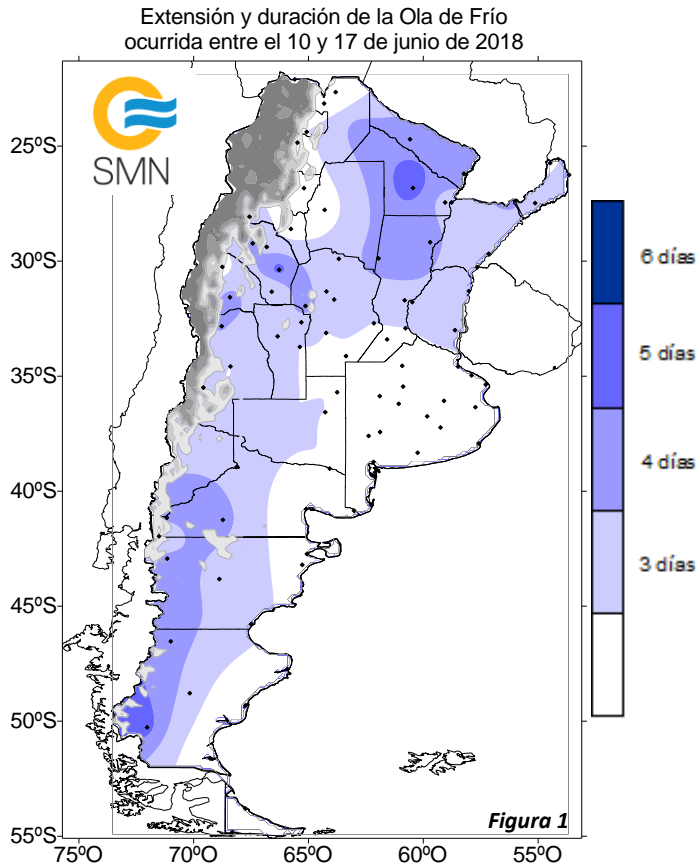 Extensión y duración de la Ola de Frío
ocurrida entre el 10 y 17 de junio de 2018
SMN
25ºS
30ºS
35ºS
40ºS
45ºS
50ºS
55ºS
75ºO
70ºO
65ºO
60ºO
55ºO
6 días
5 días
4 días
3 días
Figura 1